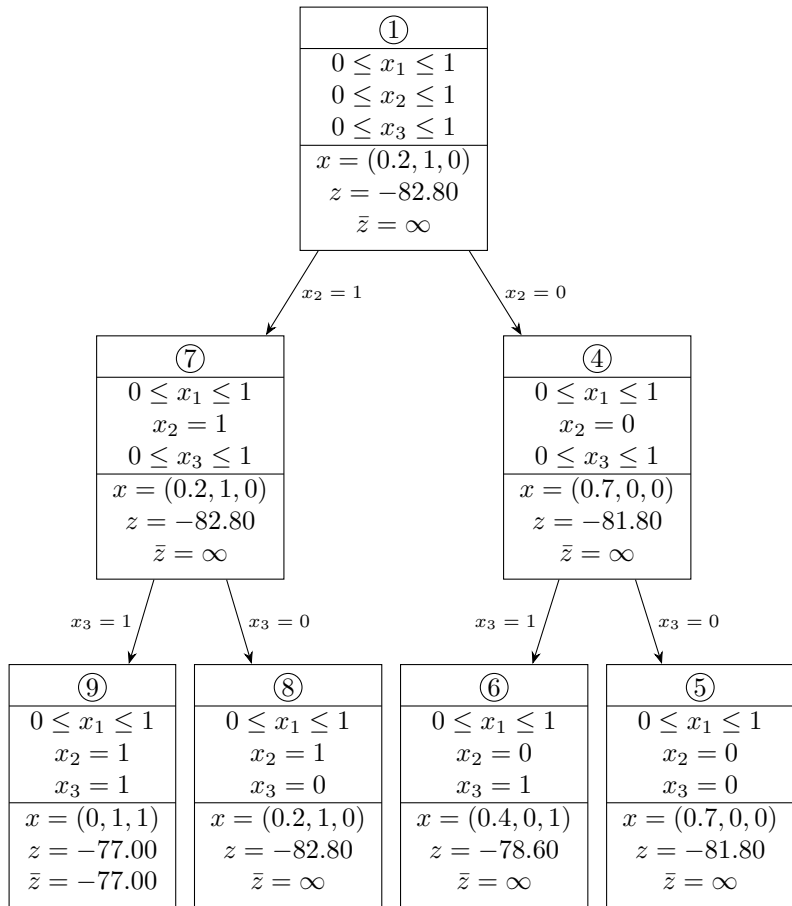 ①
0 ≤ x₁ ≤ 1
0 ≤ x₂ ≤ 1
0 ≤ x₃ ≤ 1
x = (0.2, 1, 0)
z = −82.80
z̄ = ∞
x₂ = 1
x₂ = 0
⑦
0 ≤ x₁ ≤ 1
x₂ = 1
0 ≤ x₃ ≤ 1
x = (0.2, 1, 0)
z = −82.80
z̄ = ∞
④
0 ≤ x₁ ≤ 1
x₂ = 0
0 ≤ x₃ ≤ 1
x = (0.7, 0, 0)
z = −81.80
z̄ = ∞
x₃ = 1
x₃ = 0
x₃ = 1
x₃ = 0
⑨
0 ≤ x₁ ≤ 1
x₂ = 1
x₃ = 1
x = (0, 1, 1)
z = −77.00
z̄ = −77.00
⑧
0 ≤ x₁ ≤ 1
x₂ = 1
x₃ = 0
x = (0.2, 1, 0)
z = −82.80
z̄ = ∞
⑥
0 ≤ x₁ ≤ 1
x₂ = 0
x₃ = 1
x = (0.4, 0, 1)
z = −78.60
z̄ = ∞
⑤
0 ≤ x₁ ≤ 1
x₂ = 0
x₃ = 0
x = (0.7, 0, 0)
z = −81.80
z̄ = ∞